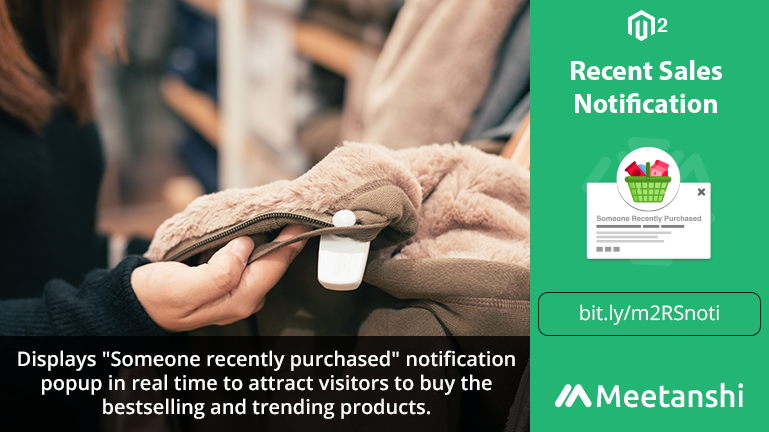 2
Recent Sales
Notification
Someone Recently Purchased
bit.ly/m2RSnoti
Displays "Someone recently purchased" notification
popup in real time to attract visitors to buy the
bestselling and trending products.
Meetanshi